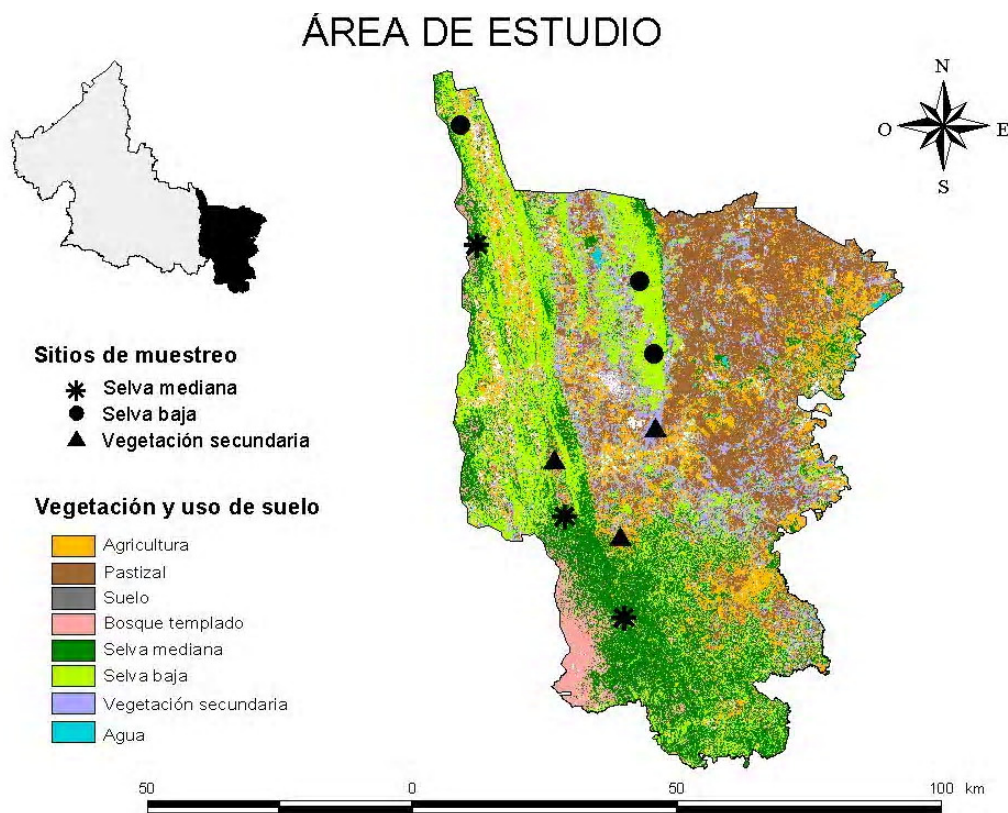 ÁREA DE ESTUDIO
N
O
E
S
Sitios de muestreo
Selva mediana
Selva baja
Vegetación secundaria
Vegetación y uso de suelo
Agricultura
Pastizal
Suelo
Bosque templado
Selva mediana
Selva baja
Vegetación secundaria
Agua
50 0 50 100 km